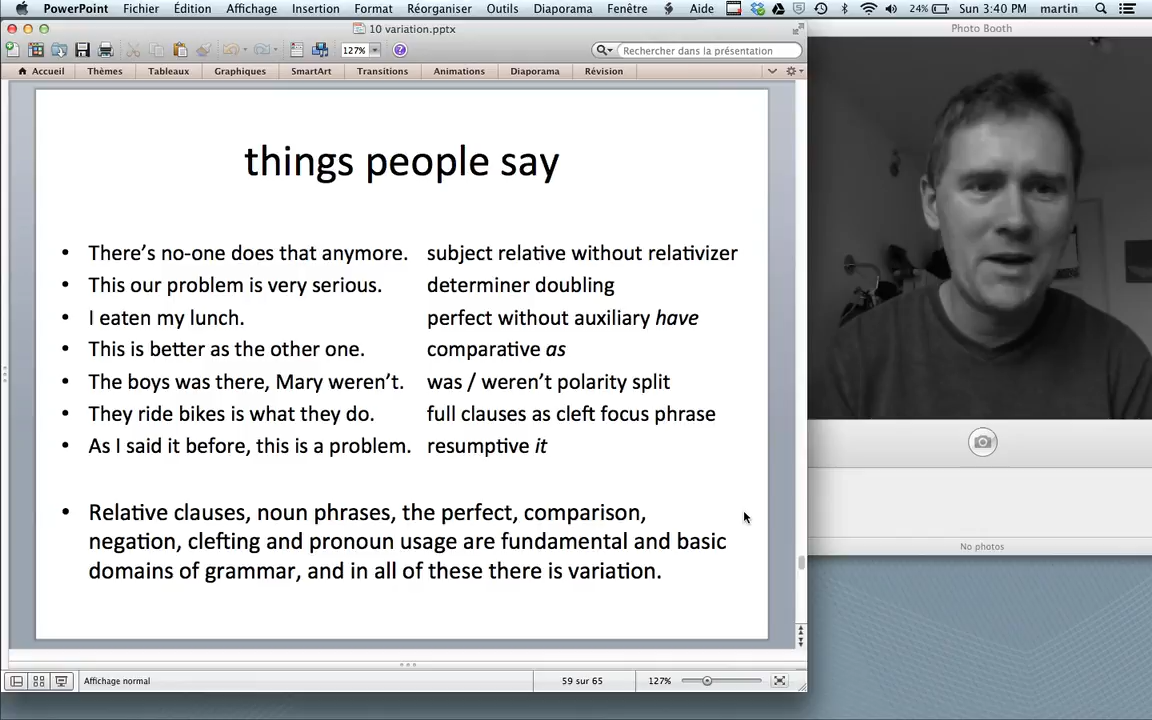 PowerPoint Fichier Édition Affichage Insertion Format Réorganiser Outils Diaporama Fenêtre Aide 24% Sun 3:40 PM martin
10 variation.pptx
Photo Booth
127% Rechercher dans la présentation
Accueil Thèmes Tableaux Graphiques SmartArt Transitions Animations Diaporama Révision
things people say
• There's no-one does that anymore. subject relative without relativizer
• This our problem is very serious. determiner doubling
• I eaten my lunch. perfect without auxiliary have
• This is better as the other one. comparative as
• The boys was there, Mary weren't. was / weren't polarity split
• They ride bikes is what they do. full clauses as cleft focus phrase
• As I said it before, this is a problem. resumptive it
• Relative clauses, noun phrases, the perfect, comparison,
negation, clefting and pronoun usage are fundamental and basic
domains of grammar, and in all of these there is variation.
No photos
Affichage normal 59 sur 65 127%